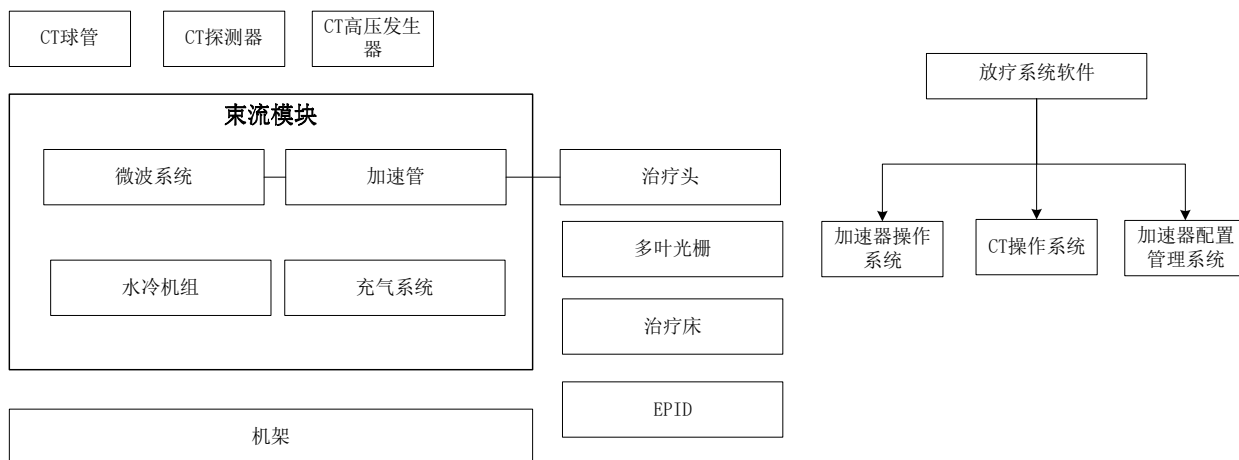 CT球管
CT探测器
CT高压发生
器
束流模块
微波系统
加速管
水冷机组
充气系统
机架
治疗头
多叶光栅
治疗床
EPID
放疗系统软件
加速器操作
系统
CT操作系统
加速器配置
管理系统